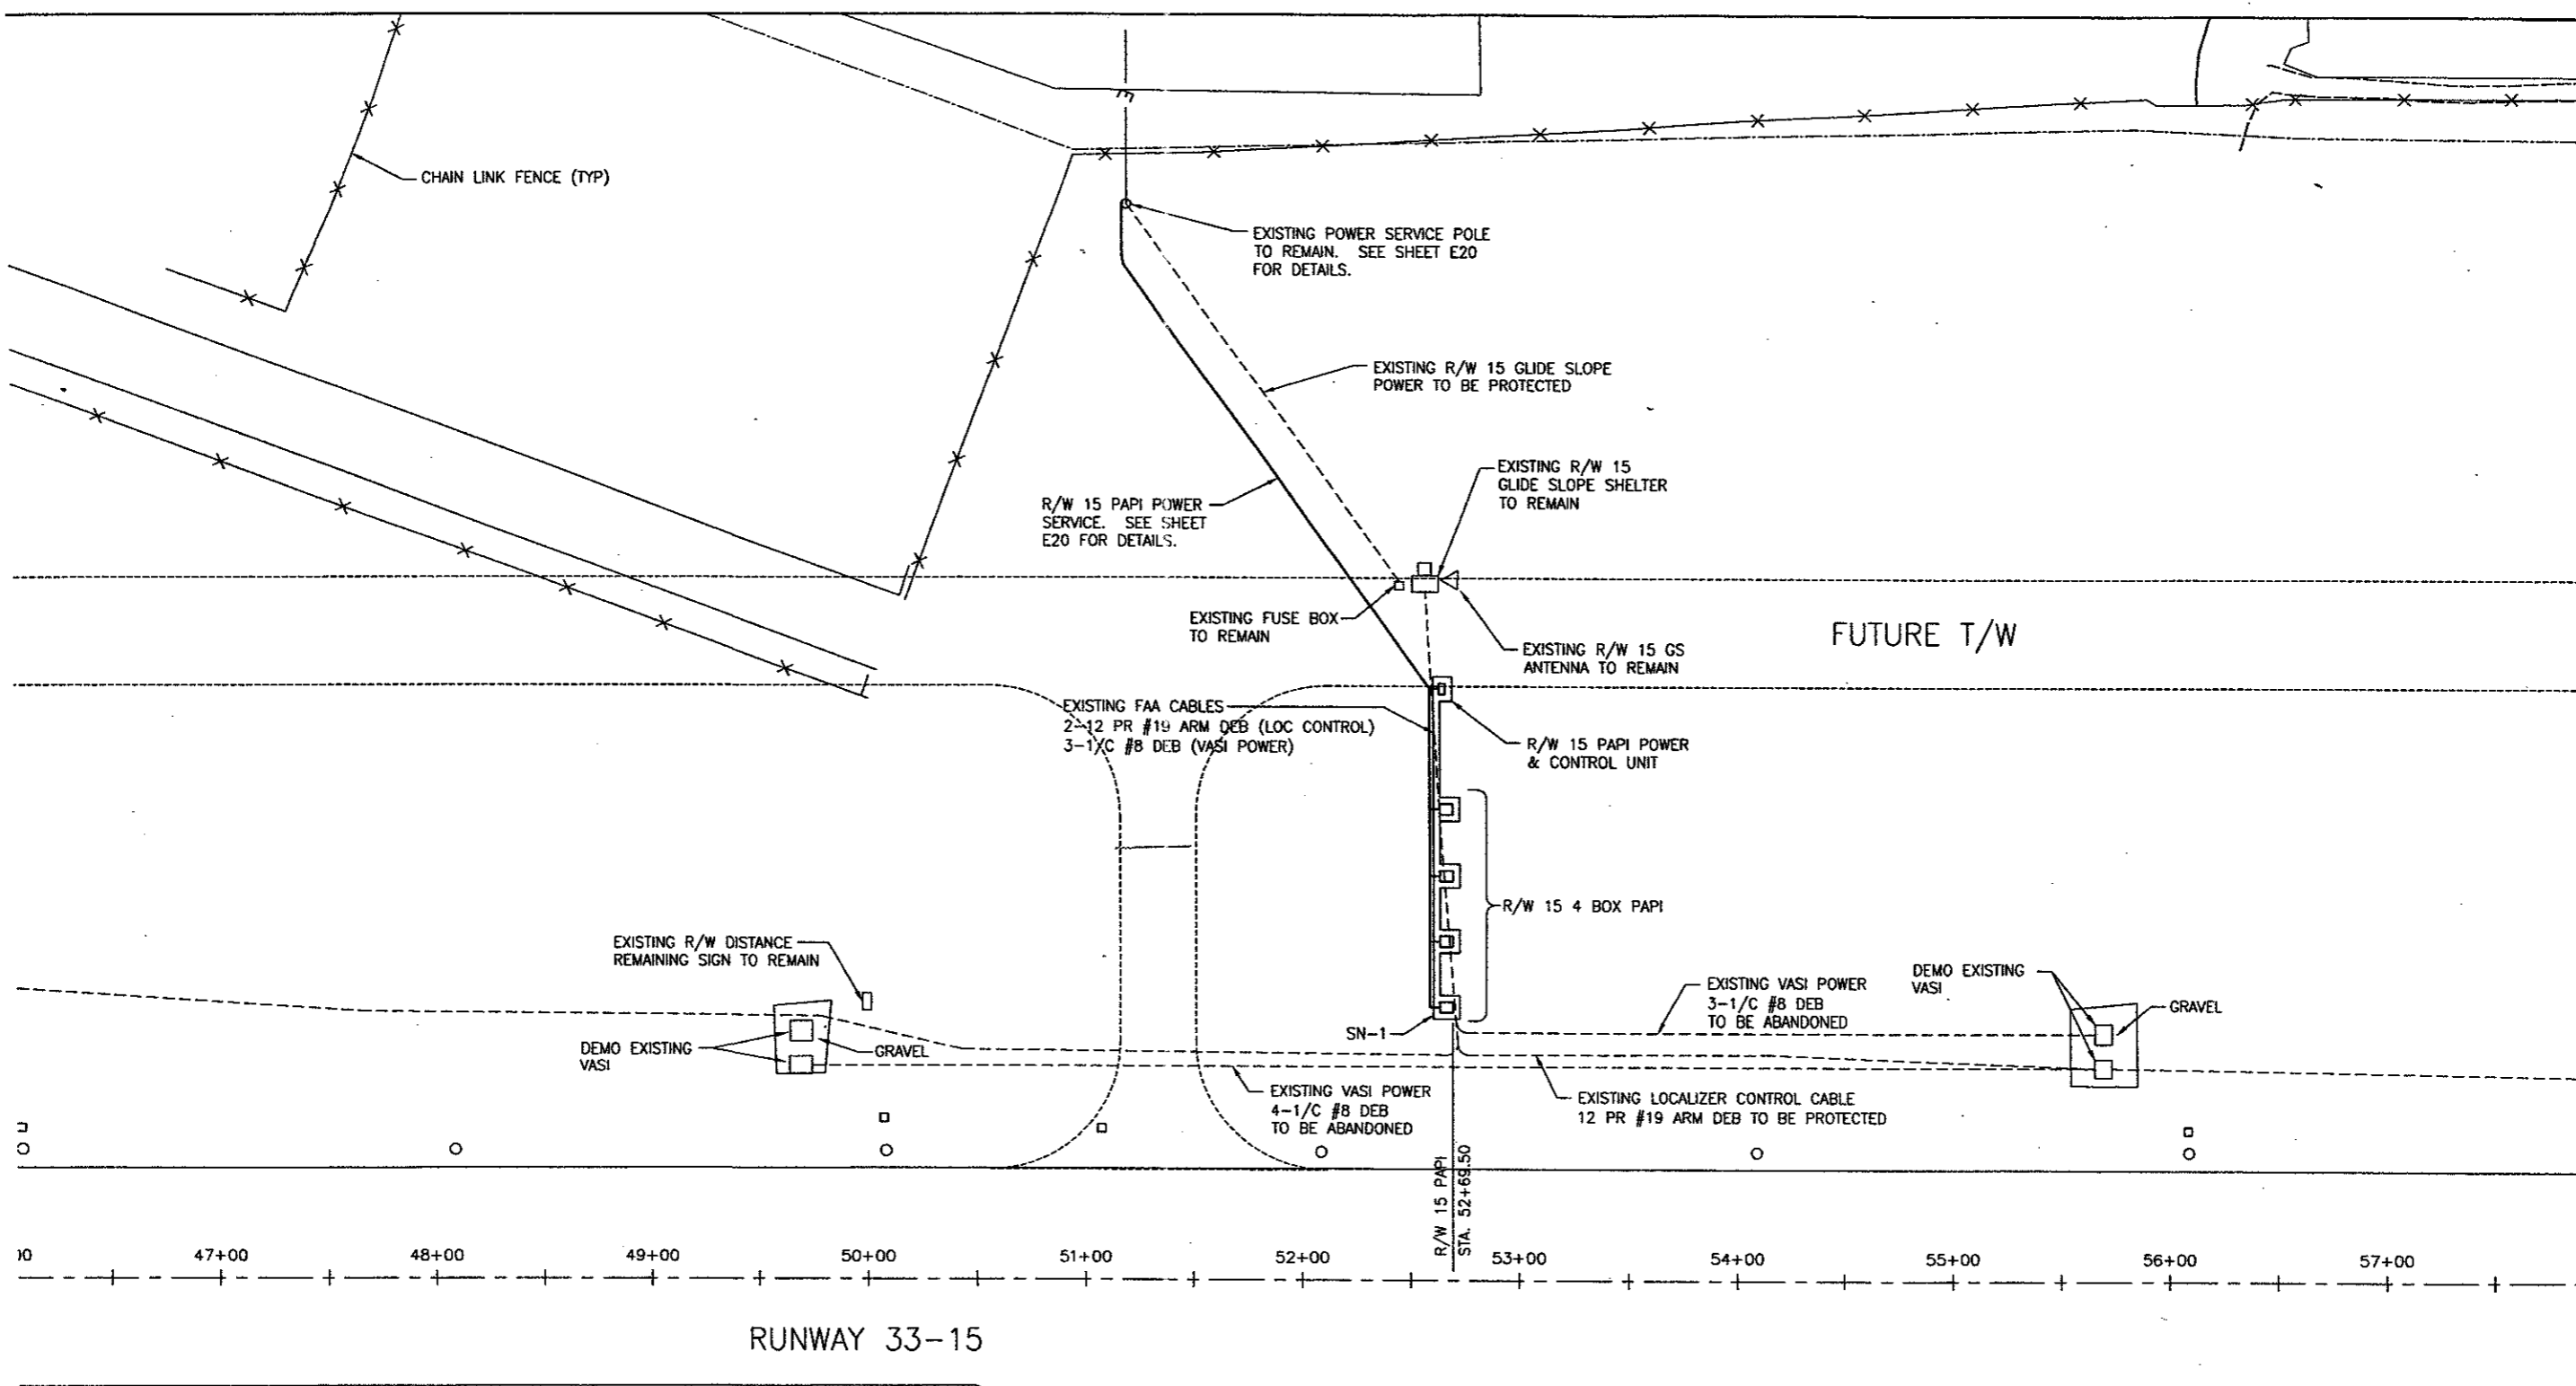 CHAIN LINK FENCE (TYP)
EXISTING POWER SERVICE POLE
TO REMAIN. SEE SHEET E20
FOR DETAILS.
EXISTING R/W 15 GLIDE SLOPE
POWER TO BE PROTECTED
EXISTING R/W 15
GLIDE SLOPE SHELTER
TO REMAIN
R/W 15 PAPI POWER
SERVICE. SEE SHEET
E20 FOR DETAILS.
EXISTING FUSE BOX
TO REMAIN
FUTURE T/W
EXISTING R/W 15 GS
ANTENNA TO REMAIN
EXISTING FAA CABLES
2-12 PR #19 ARM DEB (LOC CONTROL)
3-1/C #8 DEB (VASI POWER)
R/W 15 PAPI POWER
& CONTROL UNIT
R/W 15 4 BOX PAPI
EXISTING R/W DISTANCE
REMAINING SIGN TO REMAIN
EXISTING VASI POWER
3-1/C #8 DEB
TO BE ABANDONED
DEMO EXISTING
VASI
GRAVEL
SN-1
DEMO EXISTING
VASI
GRAVEL
EXISTING VASI POWER
4-1/C #8 DEB
TO BE ABANDONED
EXISTING LOCALIZER CONTROL CABLE
12 PR #19 ARM DEB TO BE PROTECTED
R/W 15 PAPI
STA. 52+69.50
47+00 48+00 49+00 50+00 51+00 52+00 53+00 54+00 55+00 56+00 57+00
RUNWAY 33-15